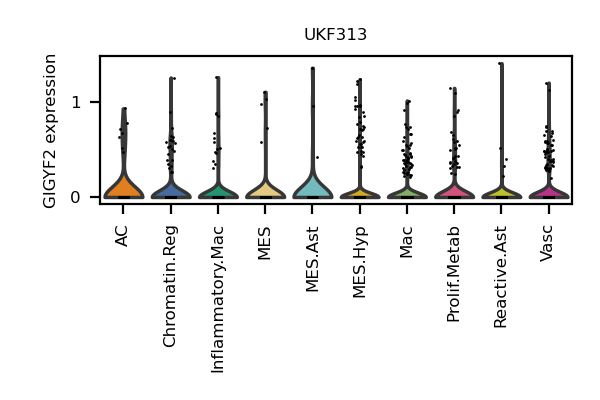 UKF313
GIGYF2 expression
1
0
AC
Chromatin.Reg
Inflammatory.Mac
MES
MES.Ast
MES.Hyp
Mac
Prolif.Metab
Reactive.Ast
Vasc